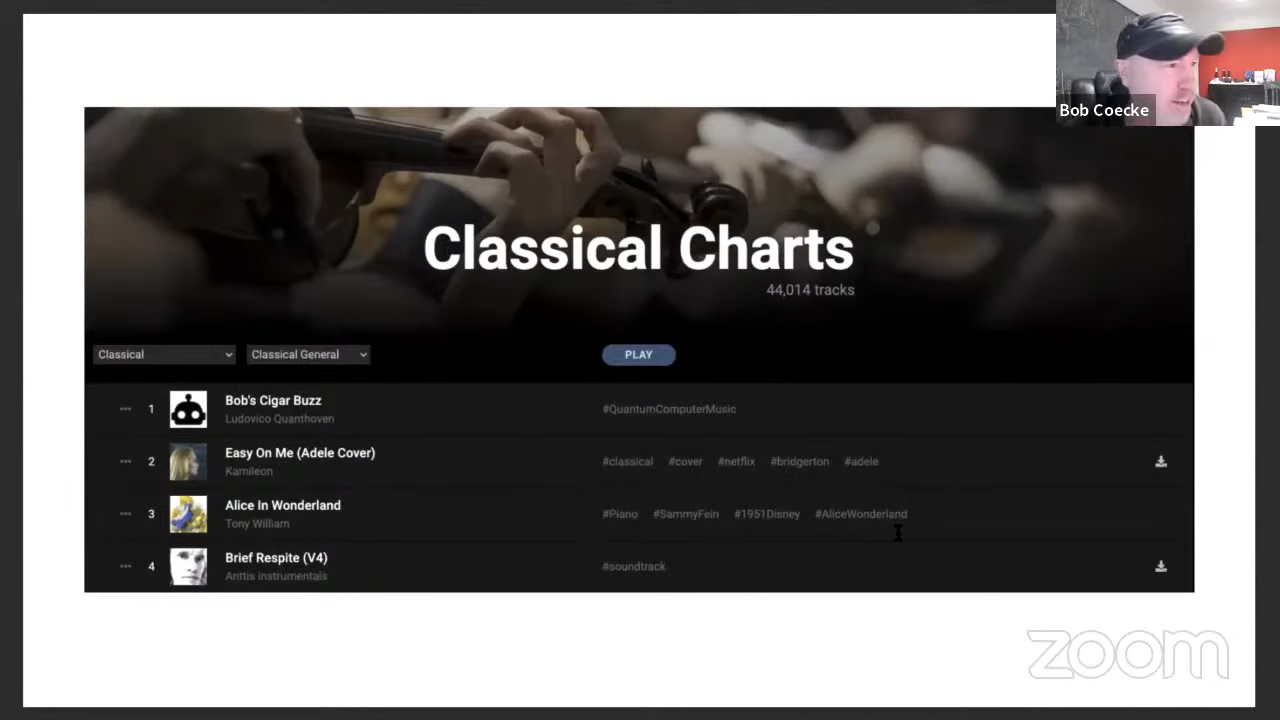 Bob Coecke
Classical Charts
44,014 tracks
Classical
Classical General
PLAY
1
Bob's Cigar Buzz
Ludovico Quanthoven
#QuantumComputerMusic
2
Easy On Me (Adele Cover)
Kamileon
#classical #cover #netflix #bridgerton #adele
3
Alice In Wonderland
Tony William
#Piano #SammyFein #1951Disney #AliceWonderland
4
Brief Respite (V4)
Anttis instrumentals
#soundtrack
zoom